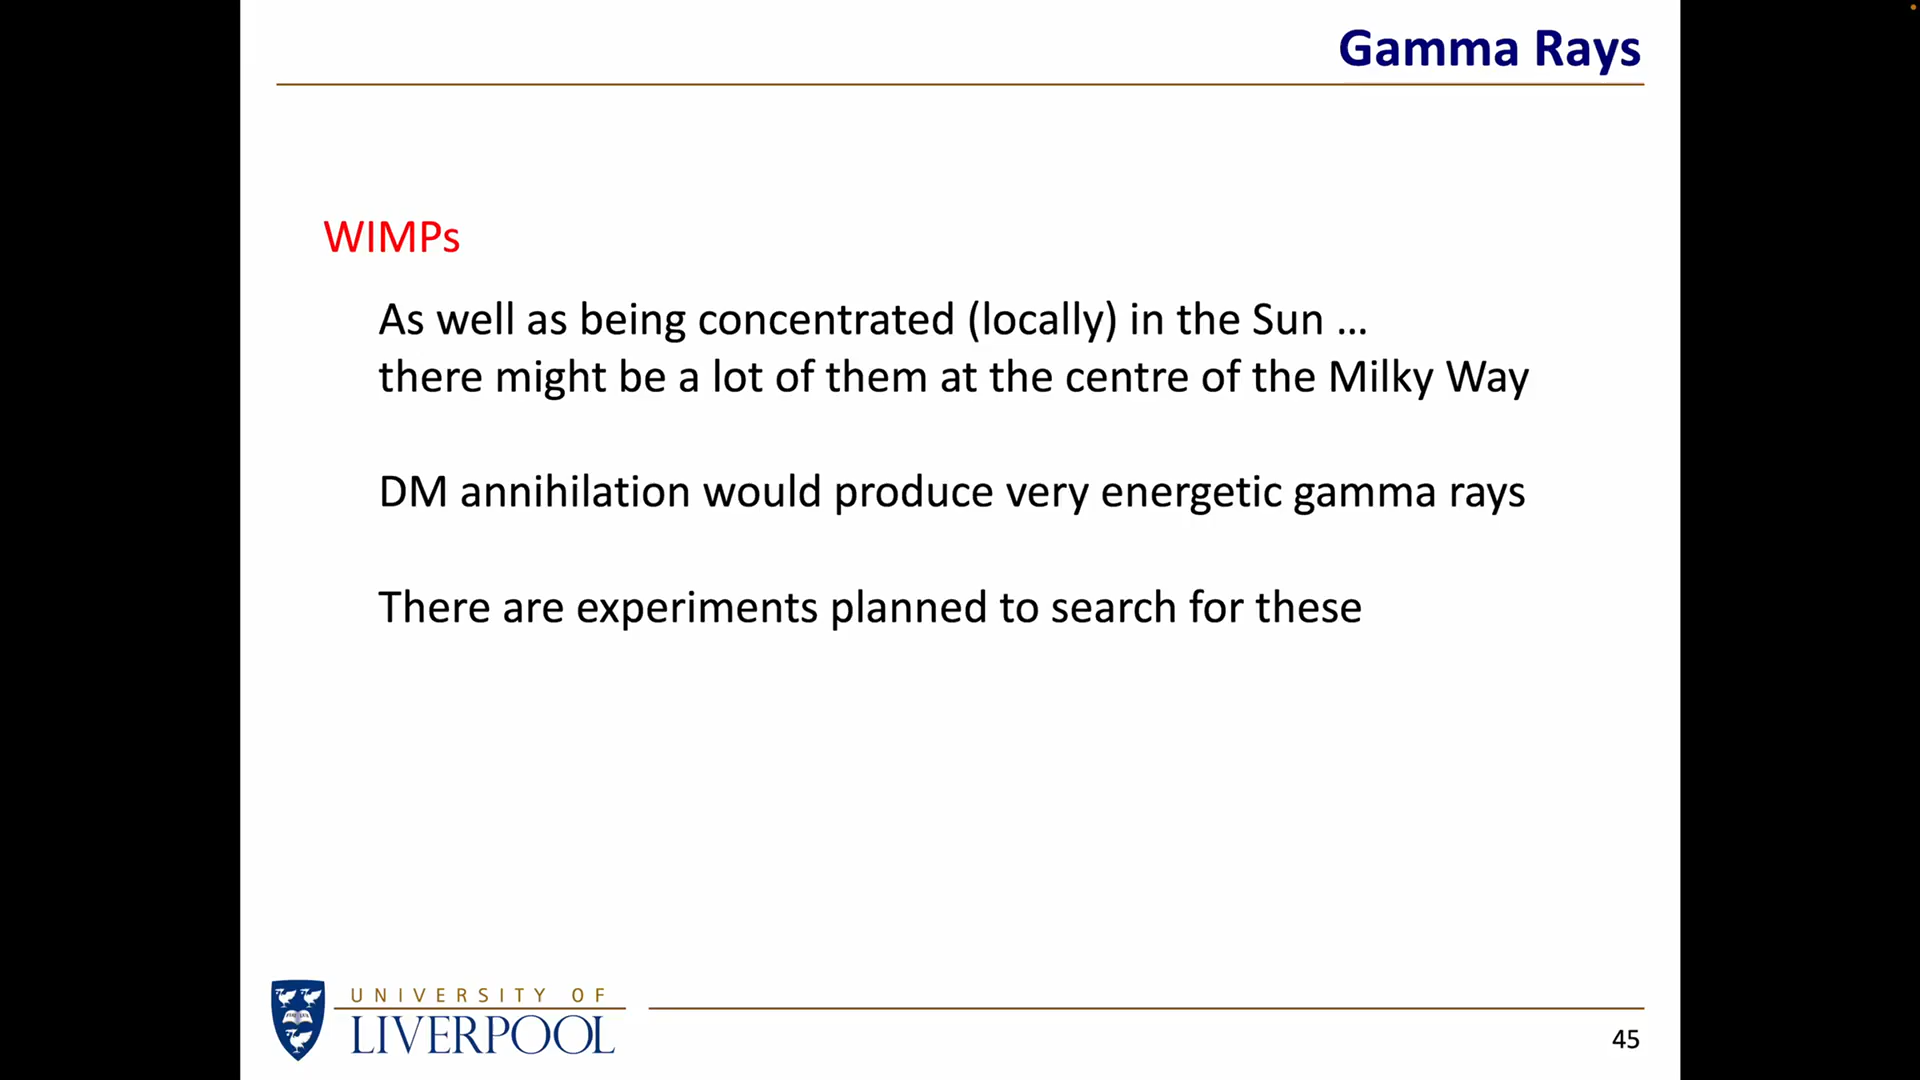 Gamma Rays
WIMPs
As well as being concentrated (locally) in the Sun ...
there might be a lot of them at the centre of the Milky Way
DM annihilation would produce very energetic gamma rays
There are experiments planned to search for these
UNIVERSITY OF
LIVERPOOL
45